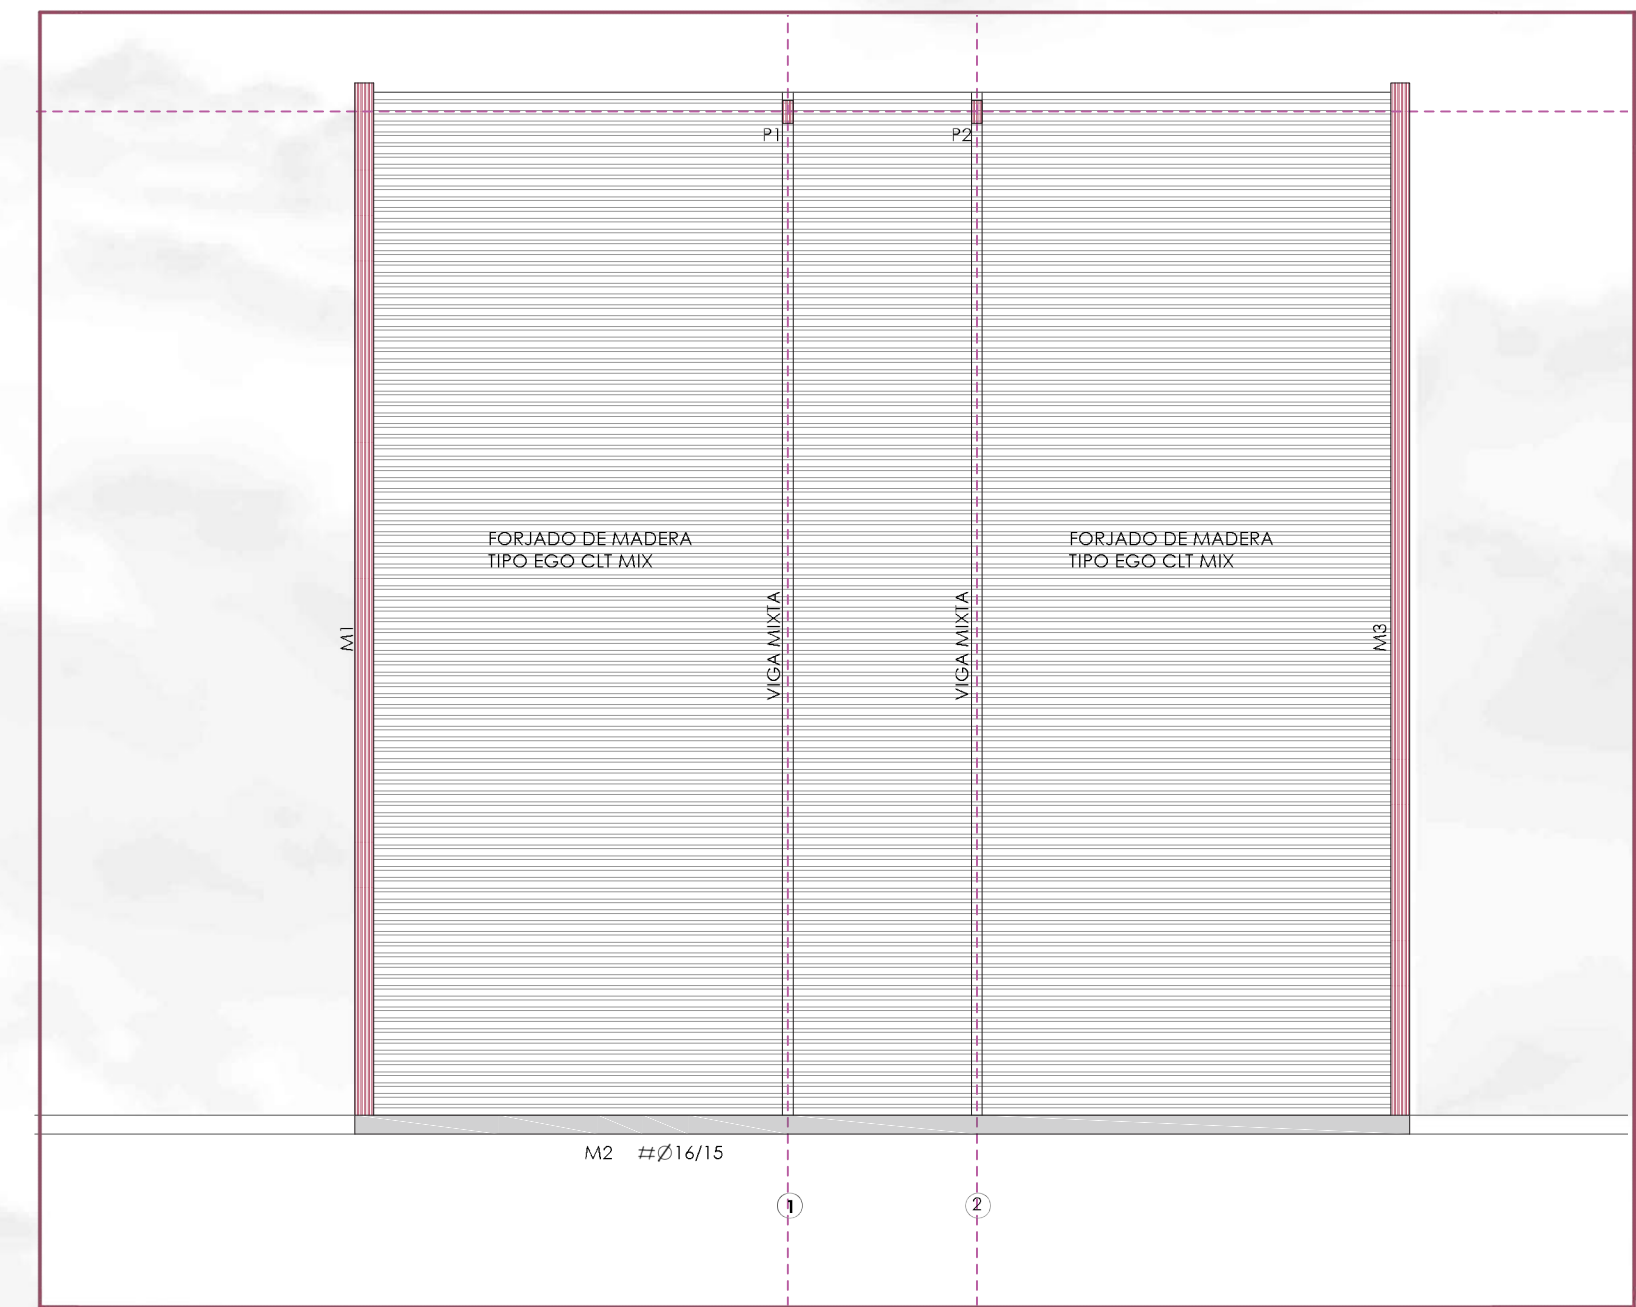 P1
P2
FORJADO DE MADERA
TIPO EGO CLT MIX
FORJADO DE MADERA
TIPO EGO CLT MIX
M1
VIGA MIXTA
VIGA MIXTA
M3
M2 #Ø16/15
1
2